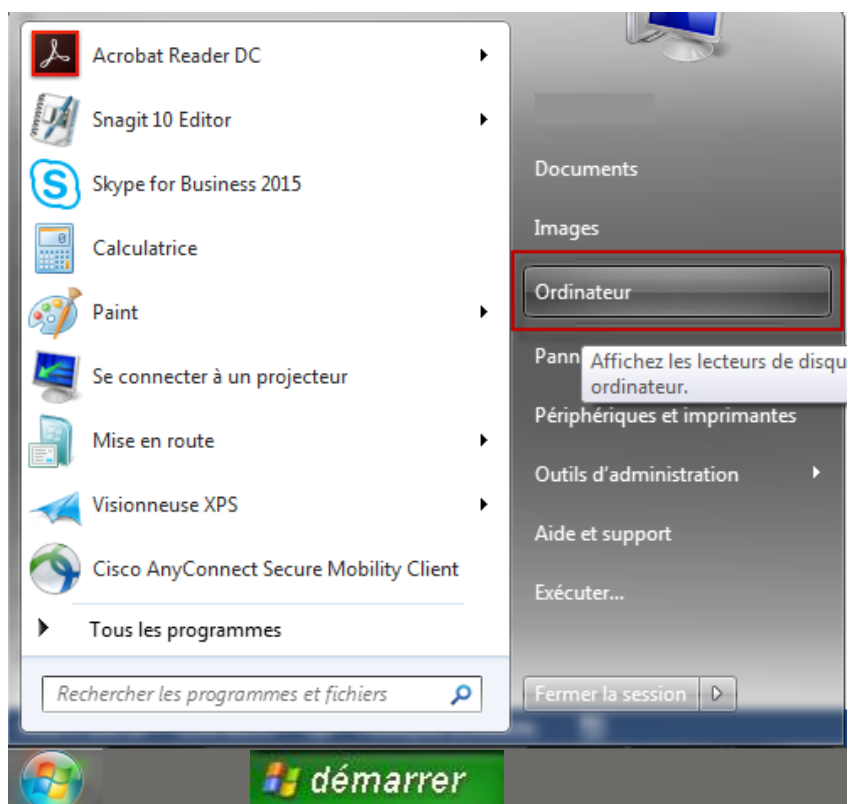 Acrobat Reader DC
Snagit 10 Editor
Skype for Business 2015
Calculatrice
Paint
Se connecter à un projecteur
Mise en route
Visionneuse XPS
Cisco AnyConnect Secure Mobility Client
Tous les programmes
Rechercher les programmes et fichiers
Documents
Images
Ordinateur
Pann
Affichez les lecteurs de disqu
ordinateur.
Périphériques et imprimantes
Outils d'administration
Aide et support
Exécuter...
Fermer la session
démarrer